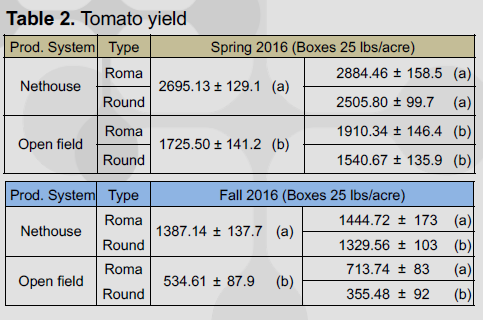 Table 2. Tomato yield
Prod. System Type Spring 2016 (Boxes 25 lbs/acre)
Nethouse Roma 2695.13 ± 129.1 (a) 2884.46 ± 158.5 (a)
Round 2505.80 ± 99.7 (a)
Open field Roma 1725.50 ± 141.2 (b) 1910.34 ± 146.4 (b)
Round 1540.67 ± 135.9 (b)
Prod. System Type Fall 2016 (Boxes 25 lbs/acre)
Nethouse Roma 1387.14 ± 137.7 (a) 1444.72 ± 173 (a)
Round 1329.56 ± 103 (b)
Open field Roma 534.61 ± 87.9 (b) 713.74 ± 83 (a)
Round 355.48 ± 92 (b)